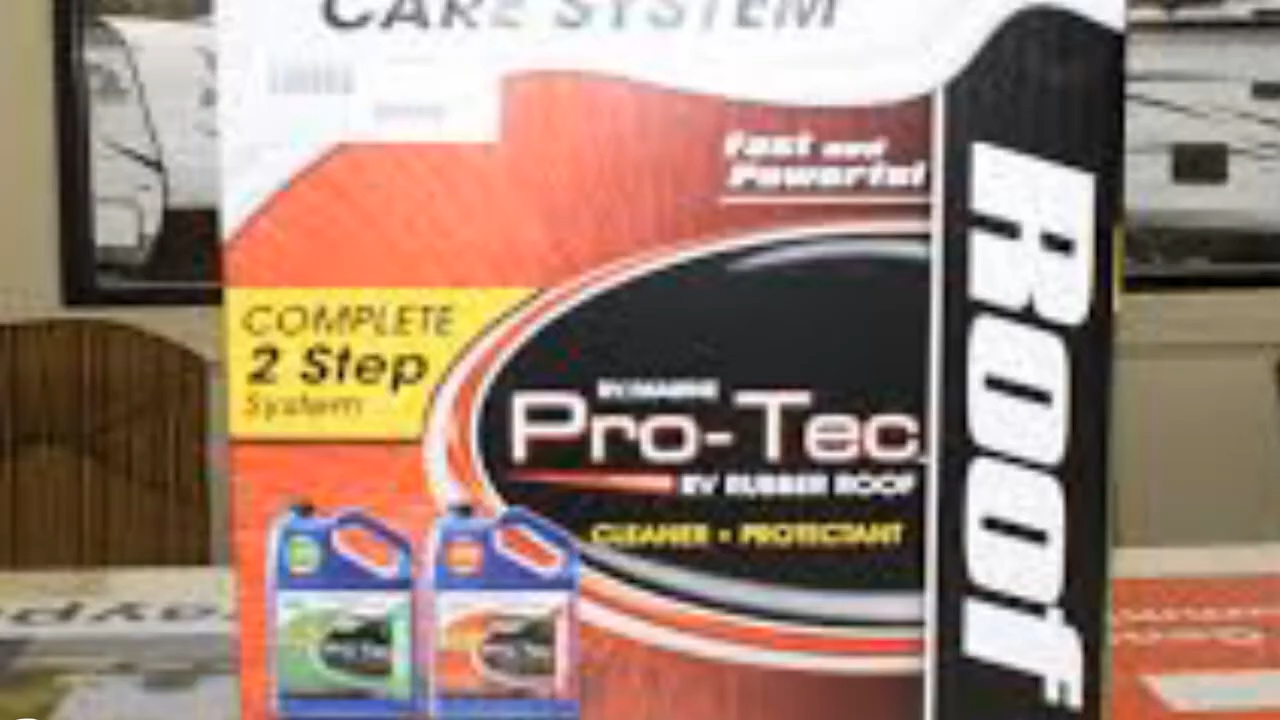 CARE SYSTEM
Fast and
Powerful
COMPLETE
2 Step
System
Pro-Tec
RV RUBBER ROOF
CLEANER • PROTECTANT
Roof